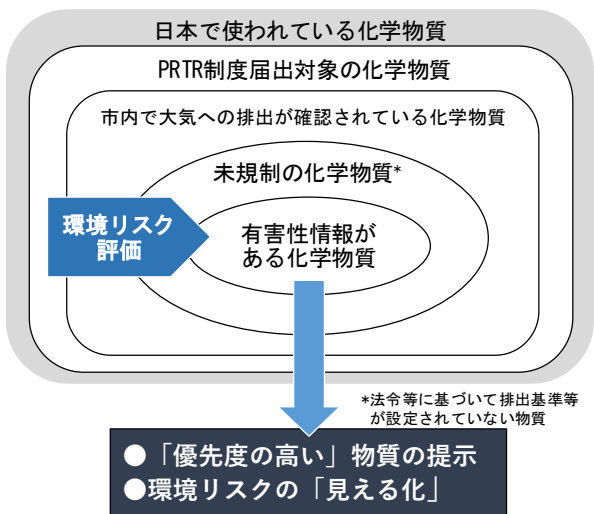 日本で使われている化学物質
PRTR制度届出対象の化学物質
市内で大気への排出が確認されている化学物質
未規制の化学物質*
環境リスク
評価
有害性情報が
ある化学物質
*法令等に基づいて排出基準等
が設定されていない物質
●「優先度の高い」物質の提示
●環境リスクの「見える化」